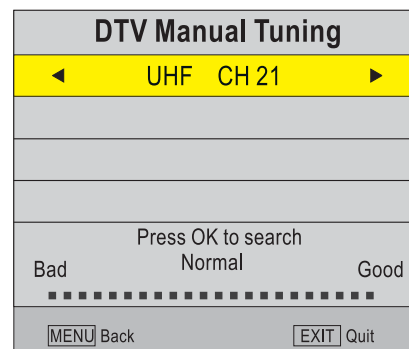 DTV Manual Tuning
UHF CH 21
Press OK to search
Bad Normal Good
MENU Back EXIT Quit